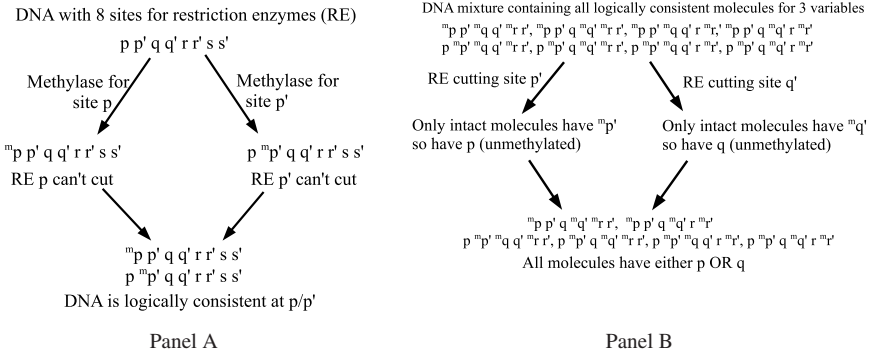 DNA with 8 sites for restriction enzymes (RE)
p p' q q' r r' s s'
Methylase for
site p
Methylase for
site p'
ᵐp p' q q' r r' s s'
p ᵐp' q q' r r' s s'
RE p can't cut
RE p' can't cut
ᵐp p' q q' r r' s s'
p ᵐp' q q' r r' s s'
DNA is logically consistent at p/p'
Panel A
DNA mixture containing all logically consistent molecules for 3 variables
ᵐp p' ᵐq q' ᵐr r', ᵐp p' q ᵐq' ᵐr r', ᵐp p' ᵐq q' r ᵐr,' ᵐp p' q ᵐq' r ᵐr'
p ᵐp' ᵐq q' ᵐr r', p ᵐp' q ᵐq' ᵐr r', p ᵐp' ᵐq q' r ᵐr', p ᵐp' q ᵐq' r ᵐr'
RE cutting site p'
RE cutting site q'
Only intact molecules have ᵐp'
so have p (unmethylated)
Only intact molecules have ᵐq'
so have q (unmethylated)
ᵐp p' q ᵐq' ᵐr r', ᵐp p' q ᵐq' r ᵐr'
p ᵐp' ᵐq q' ᵐr r', p ᵐp' q ᵐq' ᵐr r', p ᵐp' ᵐq q' r ᵐr', p ᵐp' q ᵐq' r ᵐr'
All molecules have either p OR q
Panel B